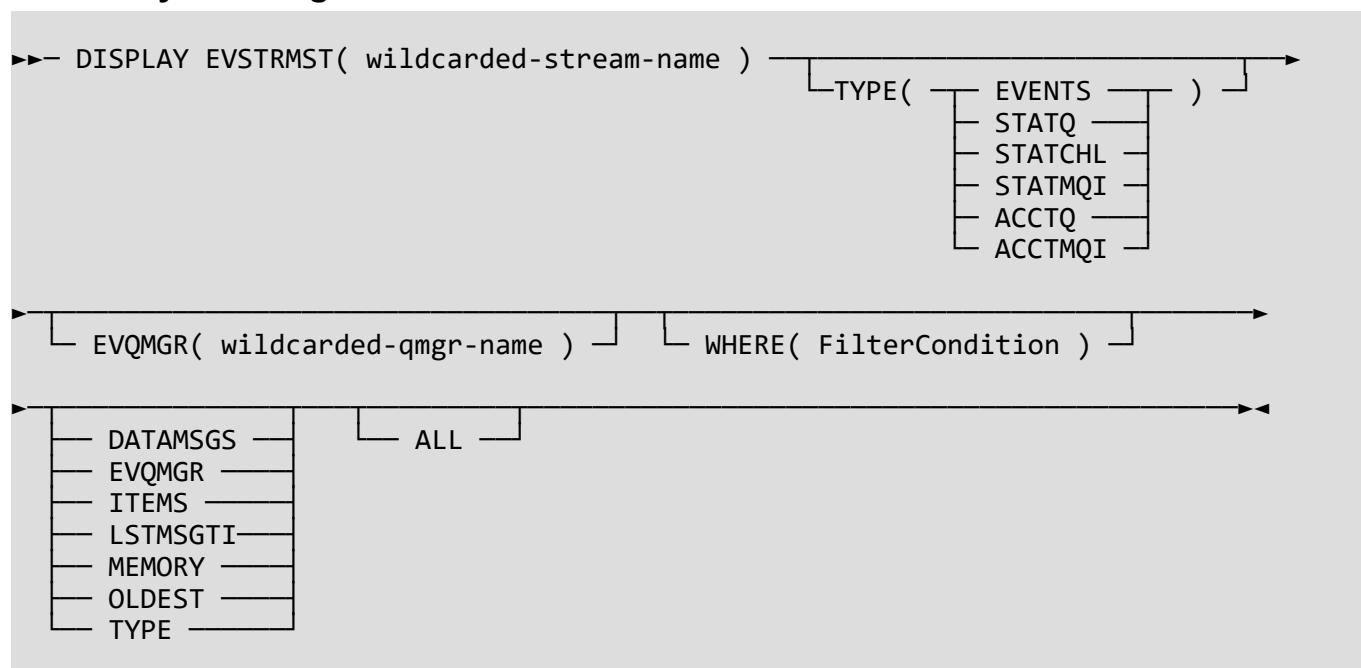 DISPLAY EVSTRMST( wildcarded-stream-name )
TYPE( EVENTS )
STATQ
STATCHL
STATMQI
ACCTQ
ACCTMQI
EVQMGR( wildcarded-qmgr-name ) WHERE( FilterCondition )
DATAMSGS ALL
EVQMGR
ITEMS
LSTMSGTI
MEMORY
OLDEST
TYPE